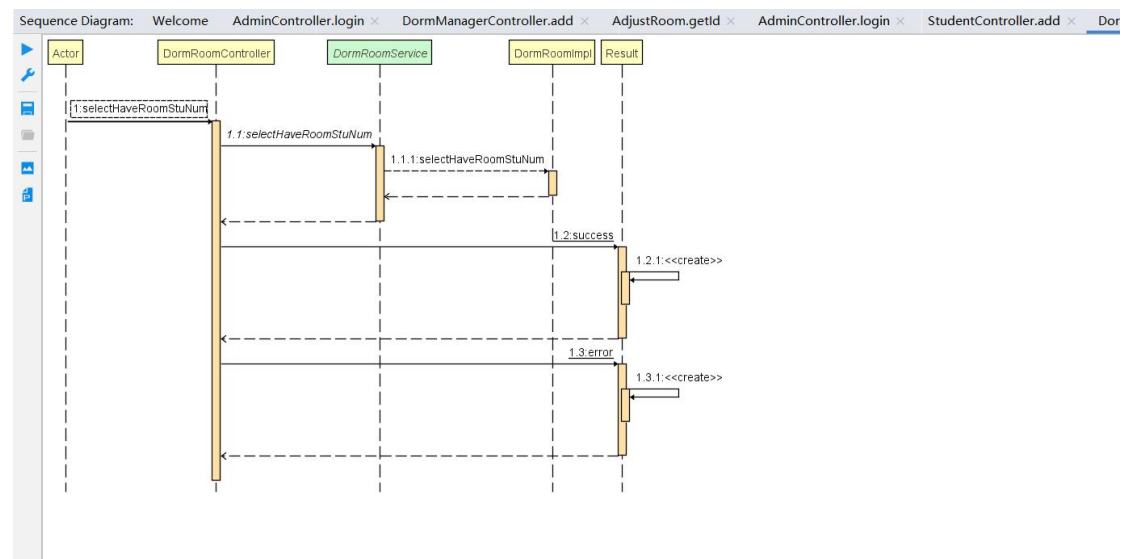 Sequence Diagram: Welcome AdminController.login × DormManagerController.add × AdjustRoom.getId × AdminController.login × StudentController.add × Dor
Actor DormRoomController DormRoomService DormRoomImpl Result
1:selectHaveRoomStuNum
1.1:selectHaveRoomStuNum
1.1.1:selectHaveRoomStuNum
1.2:success
1.2.1:<<create>>
1.3:error
1.3.1:<<create>>